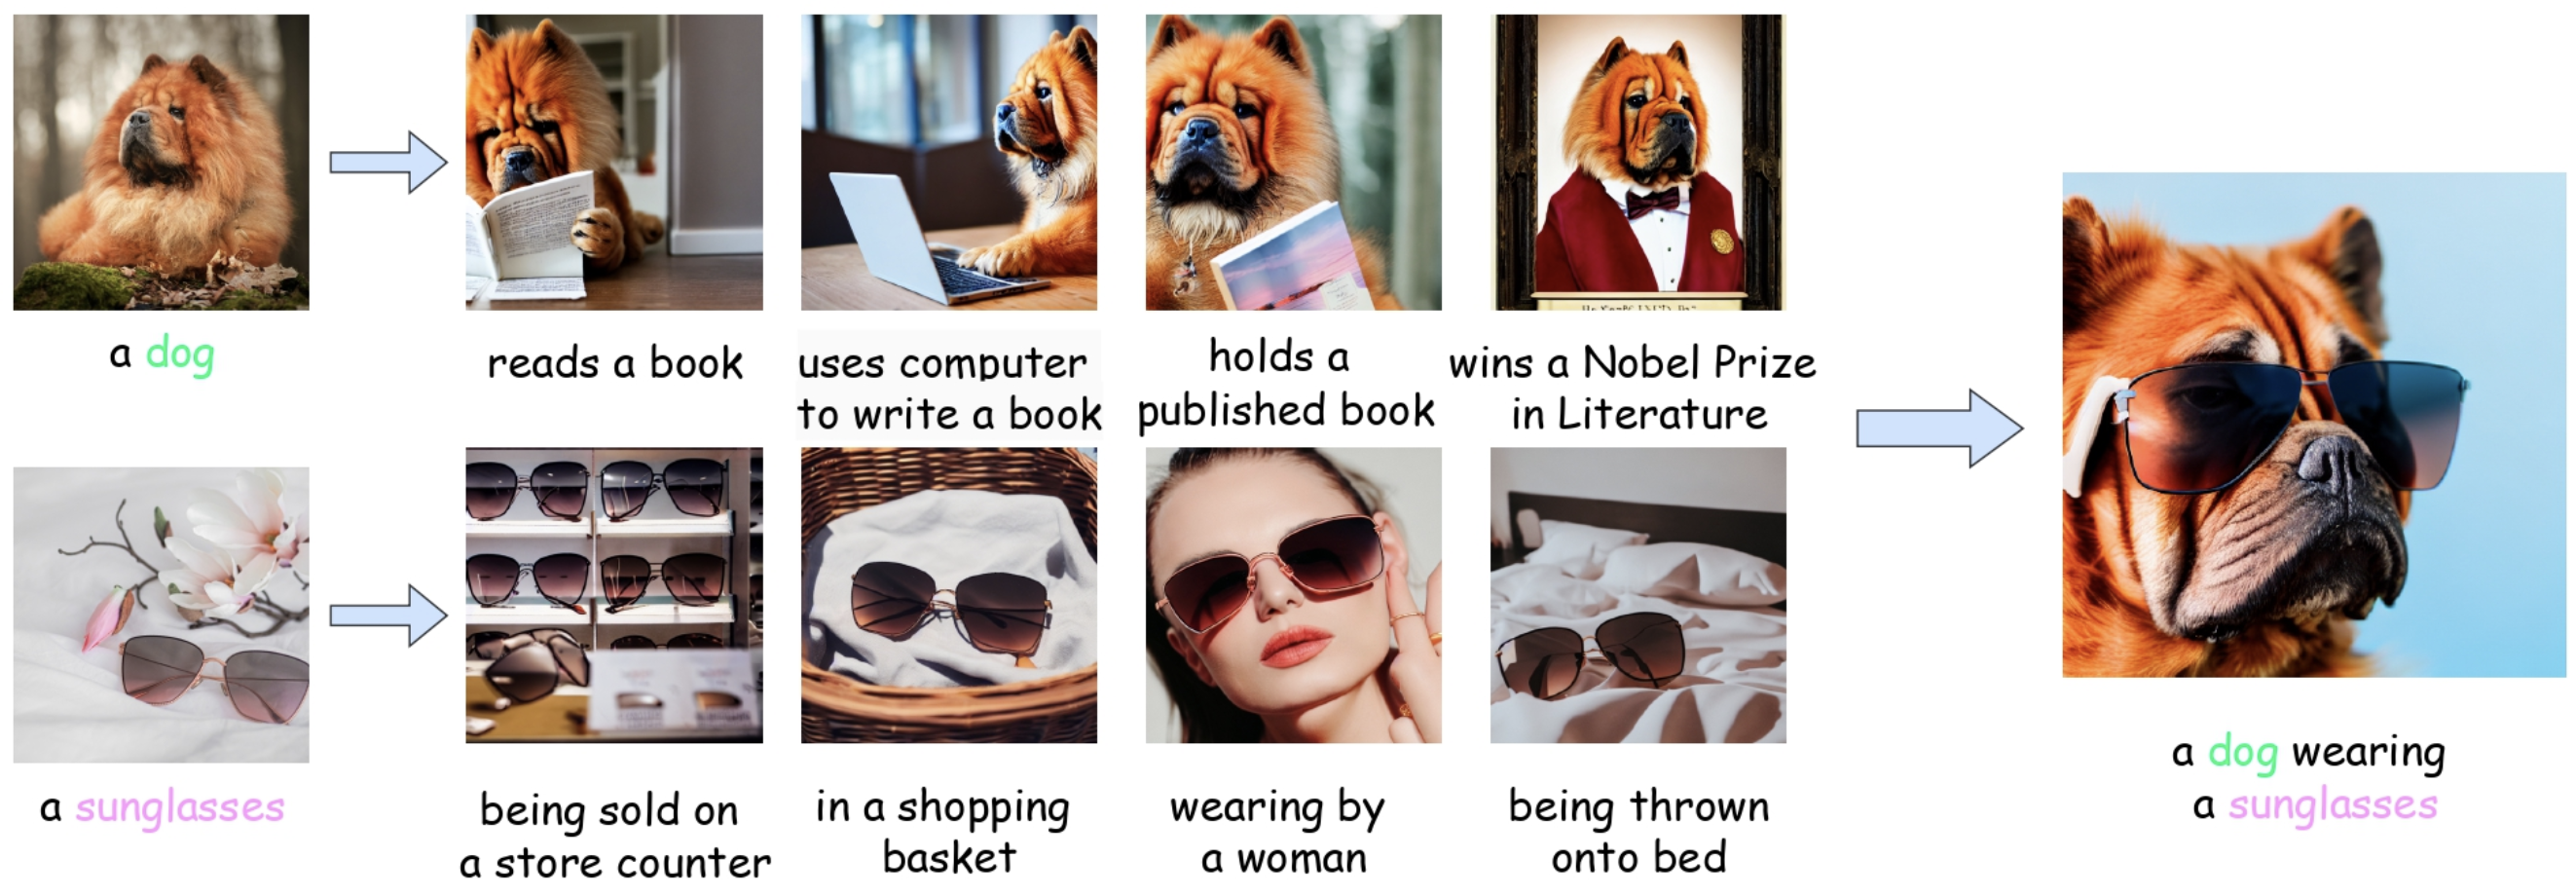 a dog
reads a book
uses computer
to write a book
holds a
published book
wins a Nobel Prize
in Literature
a sunglasses
being sold on
a store counter
in a shopping
basket
wearing by
a woman
being thrown
onto bed
a dog wearing
a sunglasses